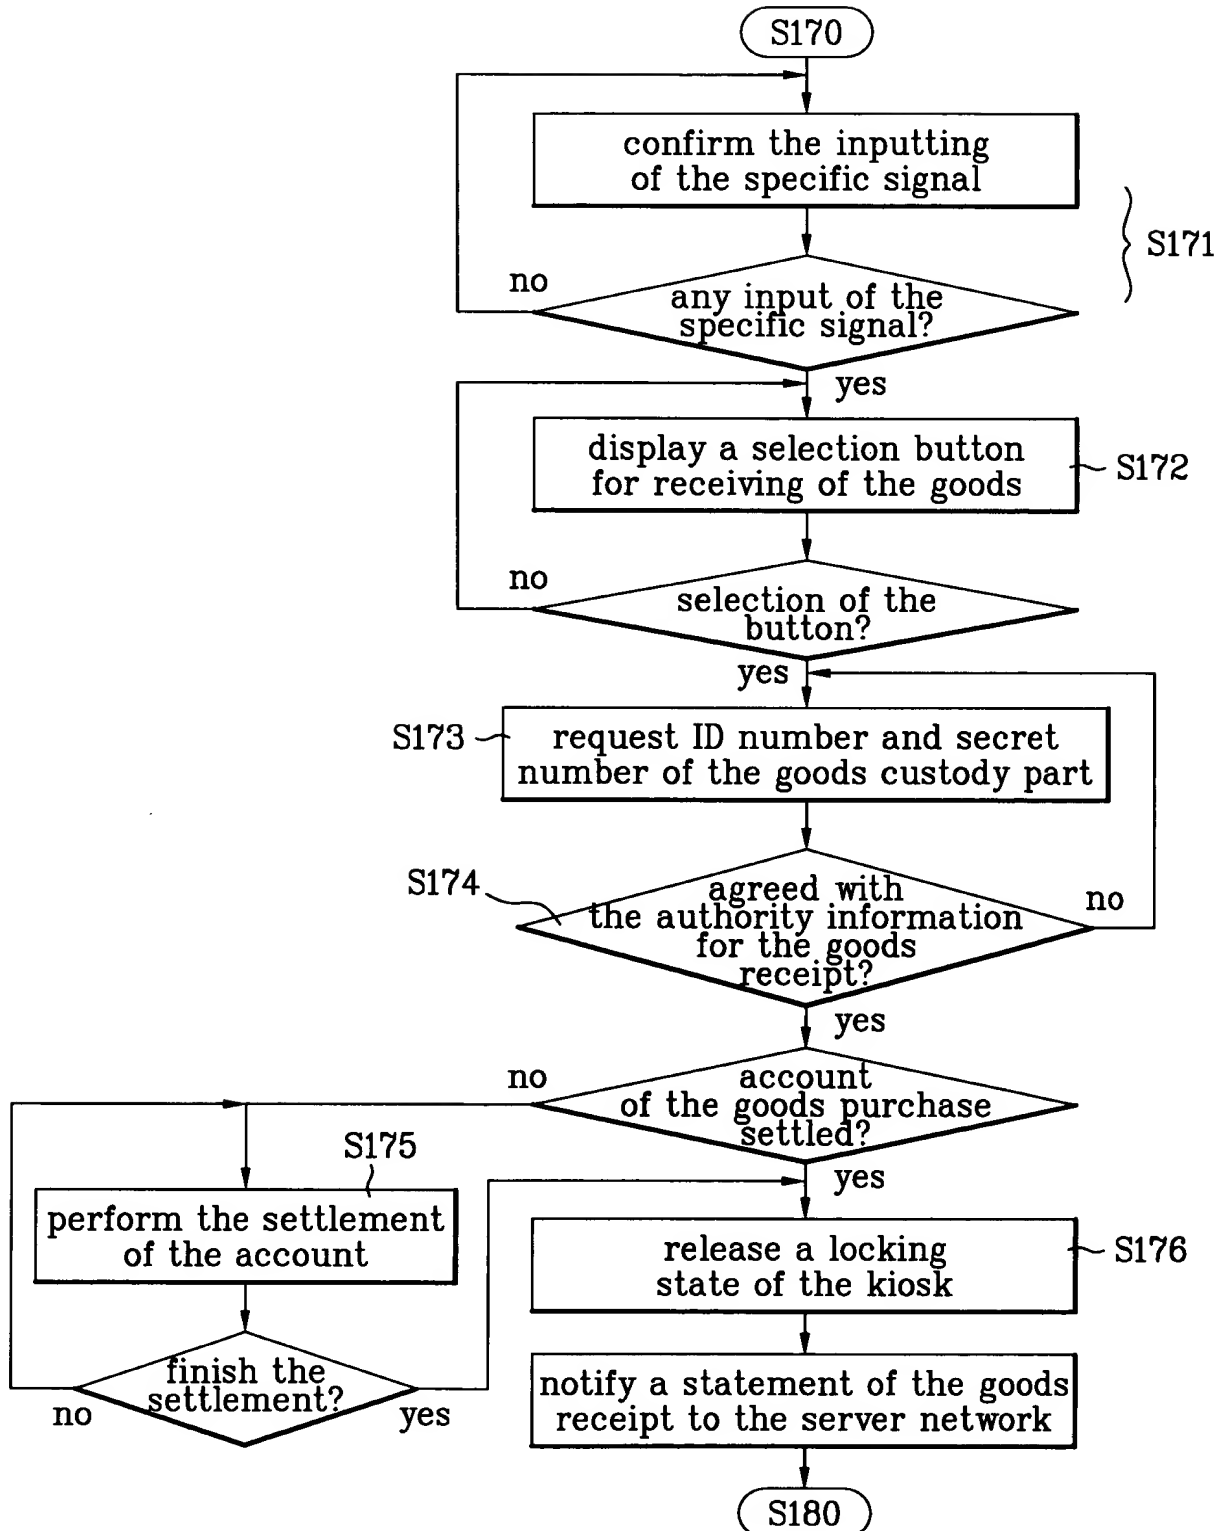 S170
confirm the inputting
of the specific signal
S171
no
any input of the
specific signal?
yes
display a selection button
for receiving of the goods
S172
no
selection of the
button?
yes
S173
request ID number and secret
number of the goods custody part
S174
agreed with
the authority information
for the goods
receipt?
no
yes
no
account
of the goods purchase
settled?
S175
yes
perform the settlement
of the account
release a locking
state of the kiosk
S176
finish the
settlement?
no
yes
notify a statement of the goods
receipt to the server network
S180